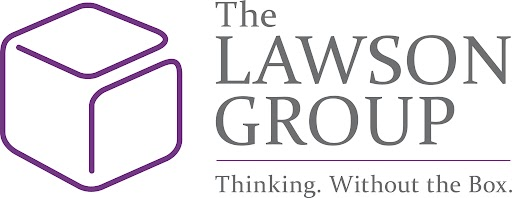 The
LAWSON
GROUP
Thinking. Without the Box.